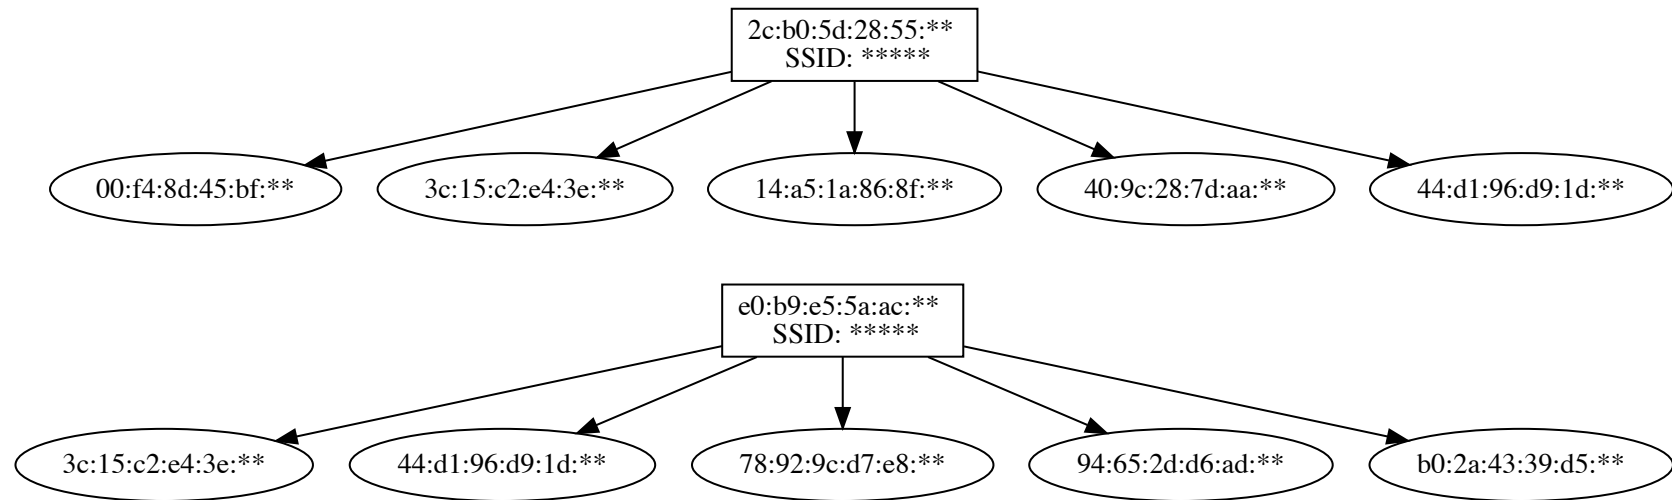 2c:b0:5d:28:55:**
SSID: *****
00:f4:8d:45:bf:**
3c:15:c2:e4:3e:**
14:a5:1a:86:8f:**
40:9c:28:7d:aa:**
44:d1:96:d9:1d:**
e0:b9:e5:5a:ac:**
SSID: *****
3c:15:c2:e4:3e:**
44:d1:96:d9:1d:**
78:92:9c:d7:e8:**
94:65:2d:d6:ad:**
b0:2a:43:39:d5:**